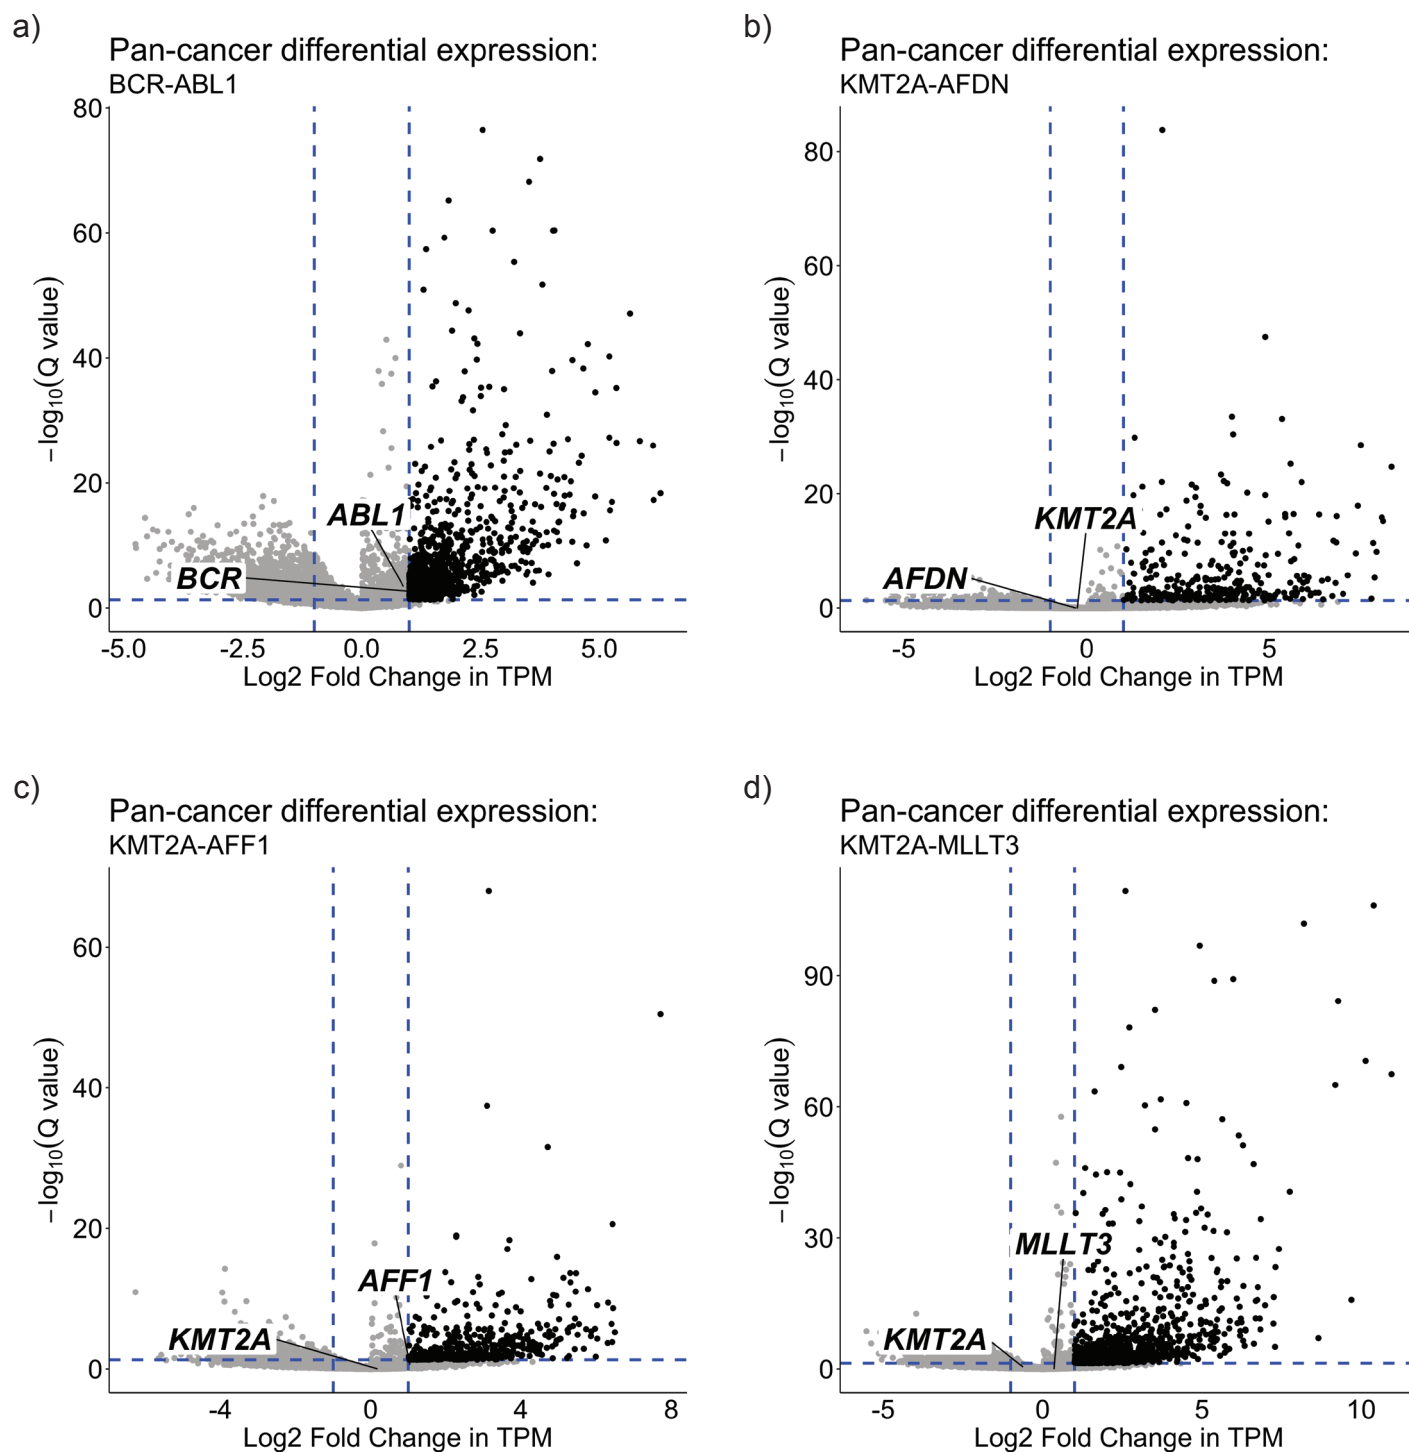 a)
Pan-cancer differential expression:
BCR-ABL1
80
60
40
20
0
−log10(Q value)
ABL1
BCR
-5.0 -2.5 0.0 2.5 5.0
Log2 Fold Change in TPM
b)
Pan-cancer differential expression:
KMT2A-AFDN
80
60
40
20
0
−log10(Q value)
KMT2A
AFDN
-5 0 5
Log2 Fold Change in TPM
c)
Pan-cancer differential expression:
KMT2A-AFF1
60
40
20
0
−log10(Q value)
AFF1
KMT2A
-4 0 4 8
Log2 Fold Change in TPM
d)
Pan-cancer differential expression:
KMT2A-MLLT3
90
60
30
0
−log10(Q value)
MLLT3
KMT2A
-5 0 5 10
Log2 Fold Change in TPM